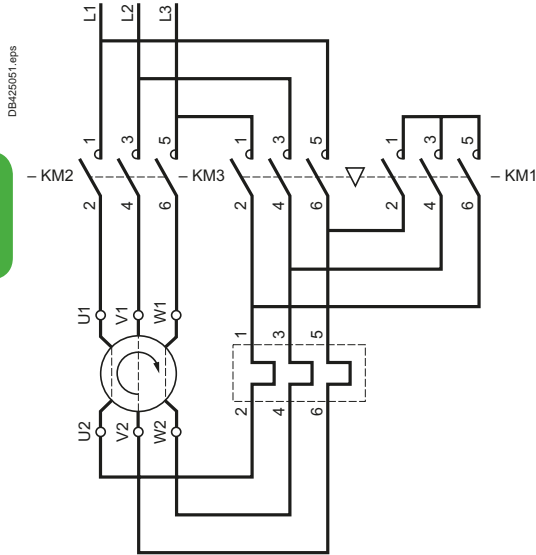 DB425051.eps
L1 L2 L3
1 3 5 1 3 5 1 3 5
– KM2 – KM3 – KM1
2 4 6 2 4 6 2 4 6
U1 V1 W1
1 3 5
2 4 6
U2 V2 W2